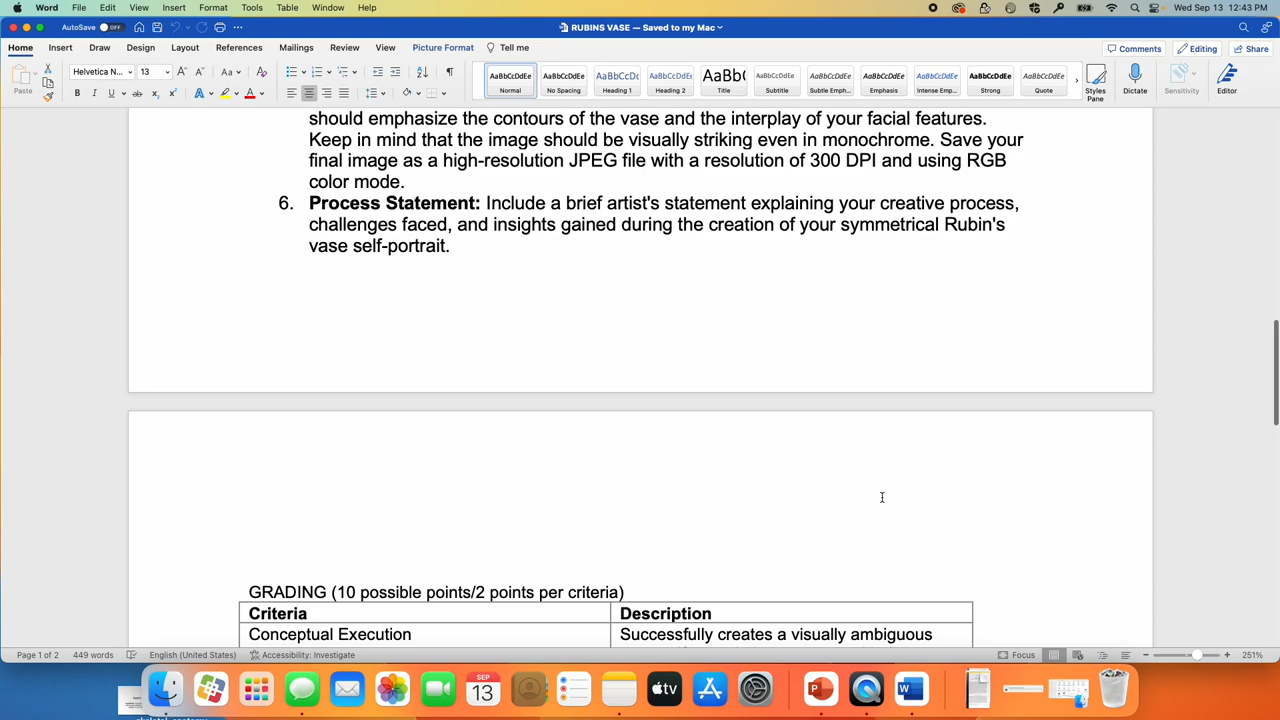 Word File Edit View Insert Format Tools Table Window Help Wed Sep 13 12:43 PM
AutoSave OFF RUBINS VASE — Saved to my Mac
Home Insert Draw Design Layout References Mailings Review View Picture Format Tell me Comments Editing Share
Paste Helvetica N... 13 Aa
AaBbCcDdEe AaBbCcDdEe AaBbCcDc AaBbCcDdEe AaBb( AaBbCcDdEe AaBbCcDdEe AaBbCcDdEe AaBbCcDdEe AaBbCcDdEe AaBbCcDdEe
Normal No Spacing Heading 1 Heading 2 Title Subtitle Subtle Emph... Emphasis Intense Emp... Strong Quote Styles Pane Dictate Sensitivity Editor
should emphasize the contours of the vase and the interplay of your facial features.
Keep in mind that the image should be visually striking even in monochrome. Save your
final image as a high-resolution JPEG file with a resolution of 300 DPI and using RGB
color mode.
6. Process Statement: Include a brief artist's statement explaining your creative process,
challenges faced, and insights gained during the creation of your symmetrical Rubin's
vase self-portrait.
GRADING (10 possible points/2 points per criteria)
Criteria Description
Conceptual Execution Successfully creates a visually ambiguous
Page 1 of 2 449 words English (United States) Accessibility: Investigate Focus 251%
SEP
13
tv